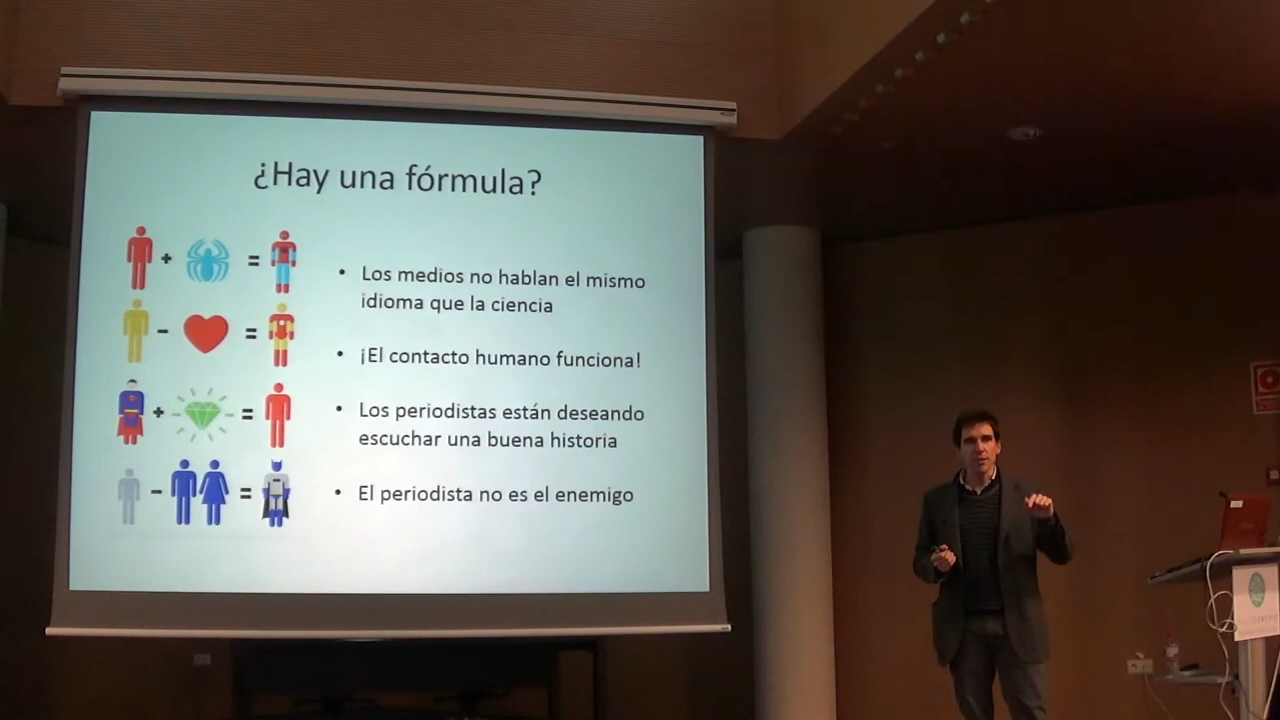 ¿Hay una fórmula?
• Los medios no hablan el mismo
idioma que la ciencia
• ¡El contacto humano funciona!
• Los periodistas están deseando
escuchar una buena historia
• El periodista no es el enemigo